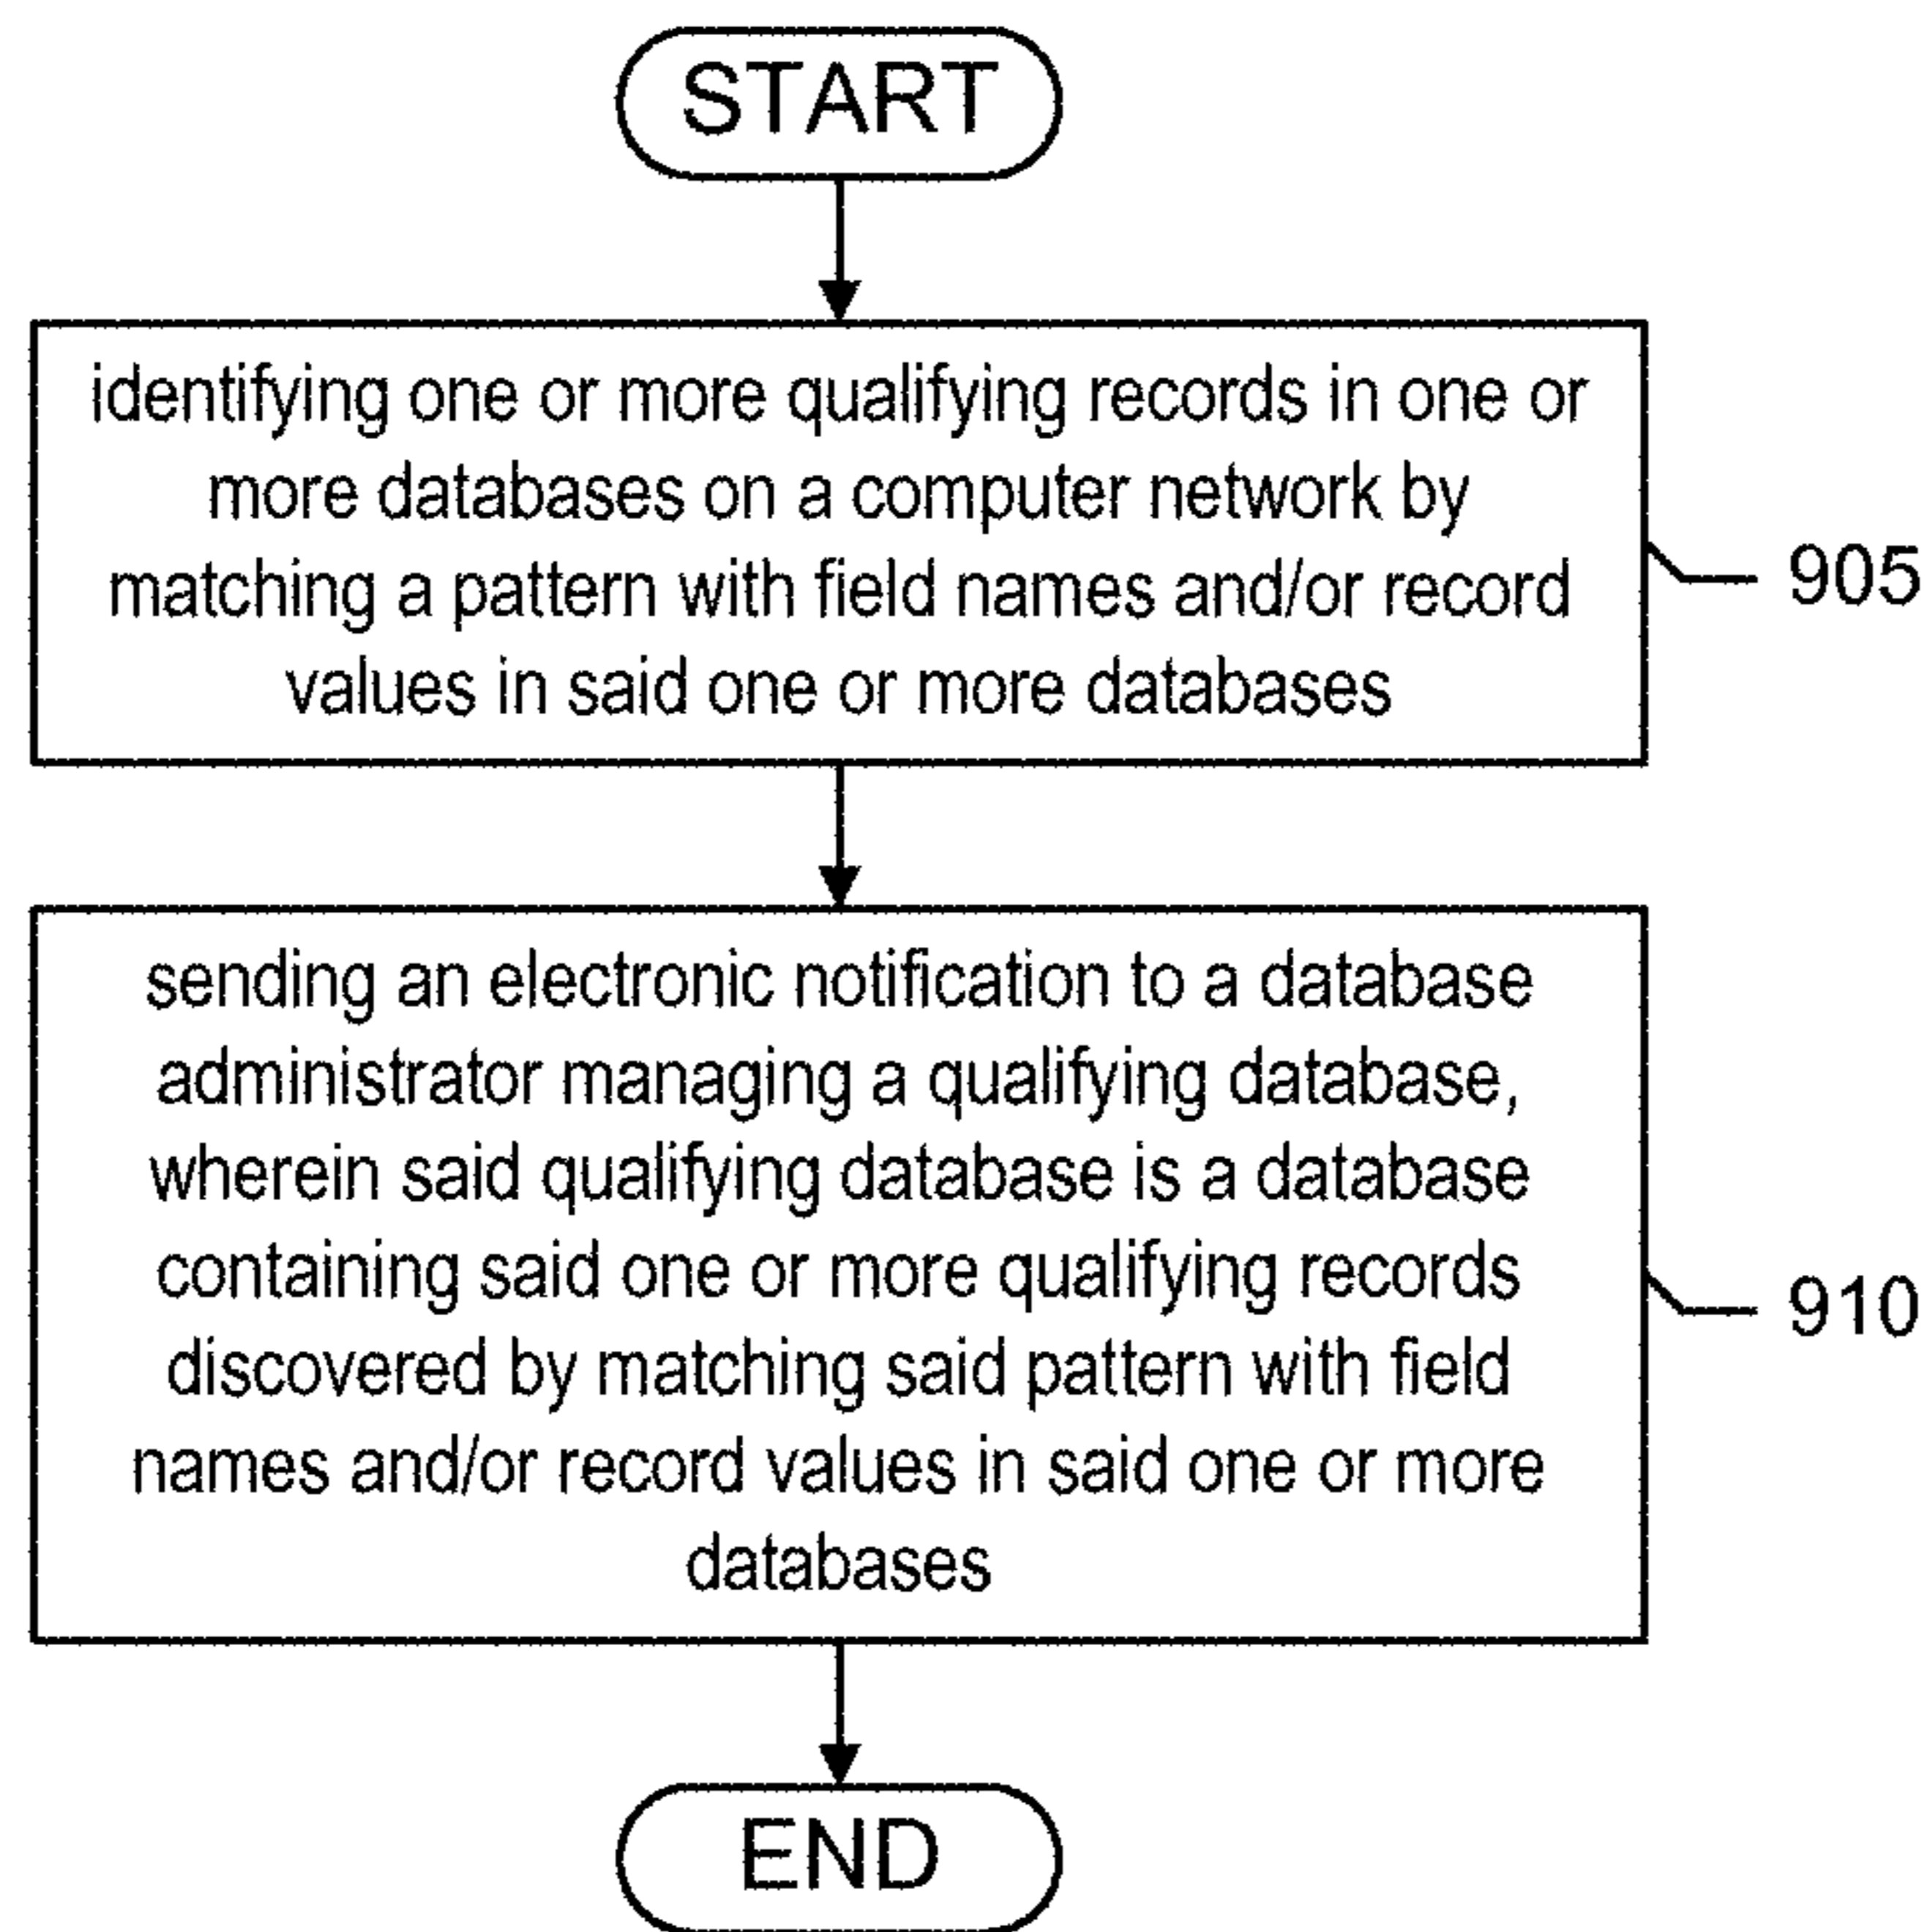 START
identifying one or more qualifying records in one or
more databases on a computer network by
matching a pattern with field names and/or record
values in said one or more databases
905
sending an electronic notification to a database
administrator managing a qualifying database,
wherein said qualifying database is a database
containing said one or more qualifying records
discovered by matching said pattern with field
names and/or record values in said one or more
databases
910
END